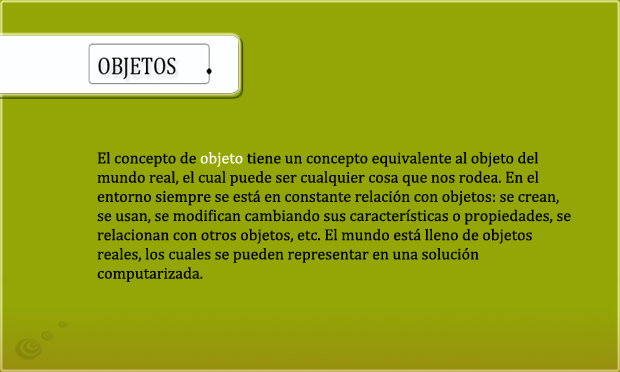 OBJETOS
El concepto de objeto tiene un concepto equivalente al objeto del
mundo real, el cual puede ser cualquier cosa que nos rodea. En el
entorno siempre se está en constante relación con objetos: se crean,
se usan, se modifican cambiando sus características o propiedades, se
relacionan con otros objetos, etc. El mundo está lleno de objetos
reales, los cuales se pueden representar en una solución
computarizada.